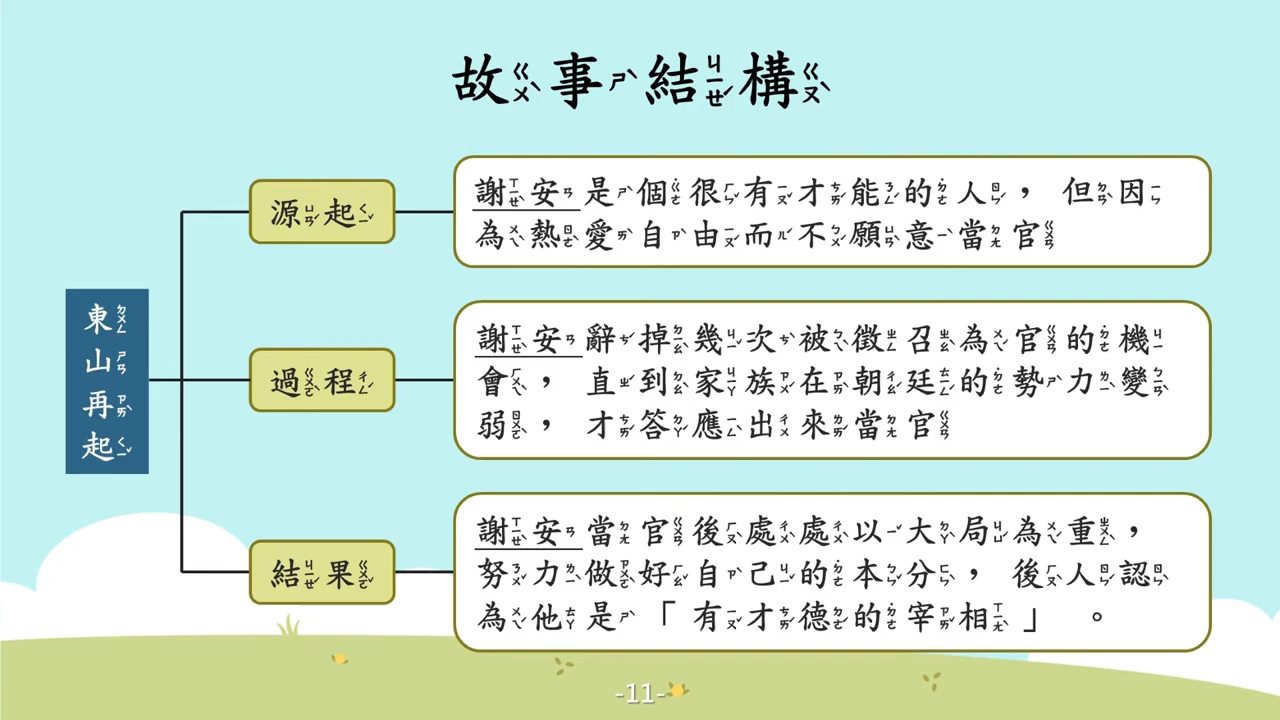 故事結構
東山再起
源起
謝安是個很有才能的人，但因
為熱愛自由而不願意當官
過程
謝安辭掉幾次被徵召為官的機
會，直到家族在朝廷的勢力變
弱，才答應出來當官
結果
謝安當官後處處以大局為重，
努力做好自己的本分，後人認
為他是「有才德的宰相」。
-11-